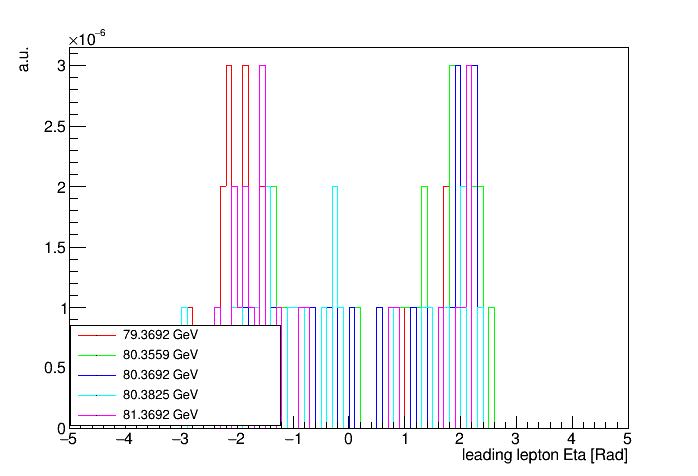 ×10⁻⁶
a.u.
3
2.5
2
1.5
1
0.5
0
79.3692 GeV
80.3559 GeV
80.3692 GeV
80.3825 GeV
81.3692 GeV
−5 −4 −3 −2 −1 0 1 2 3 4 5
leading lepton Eta [Rad]